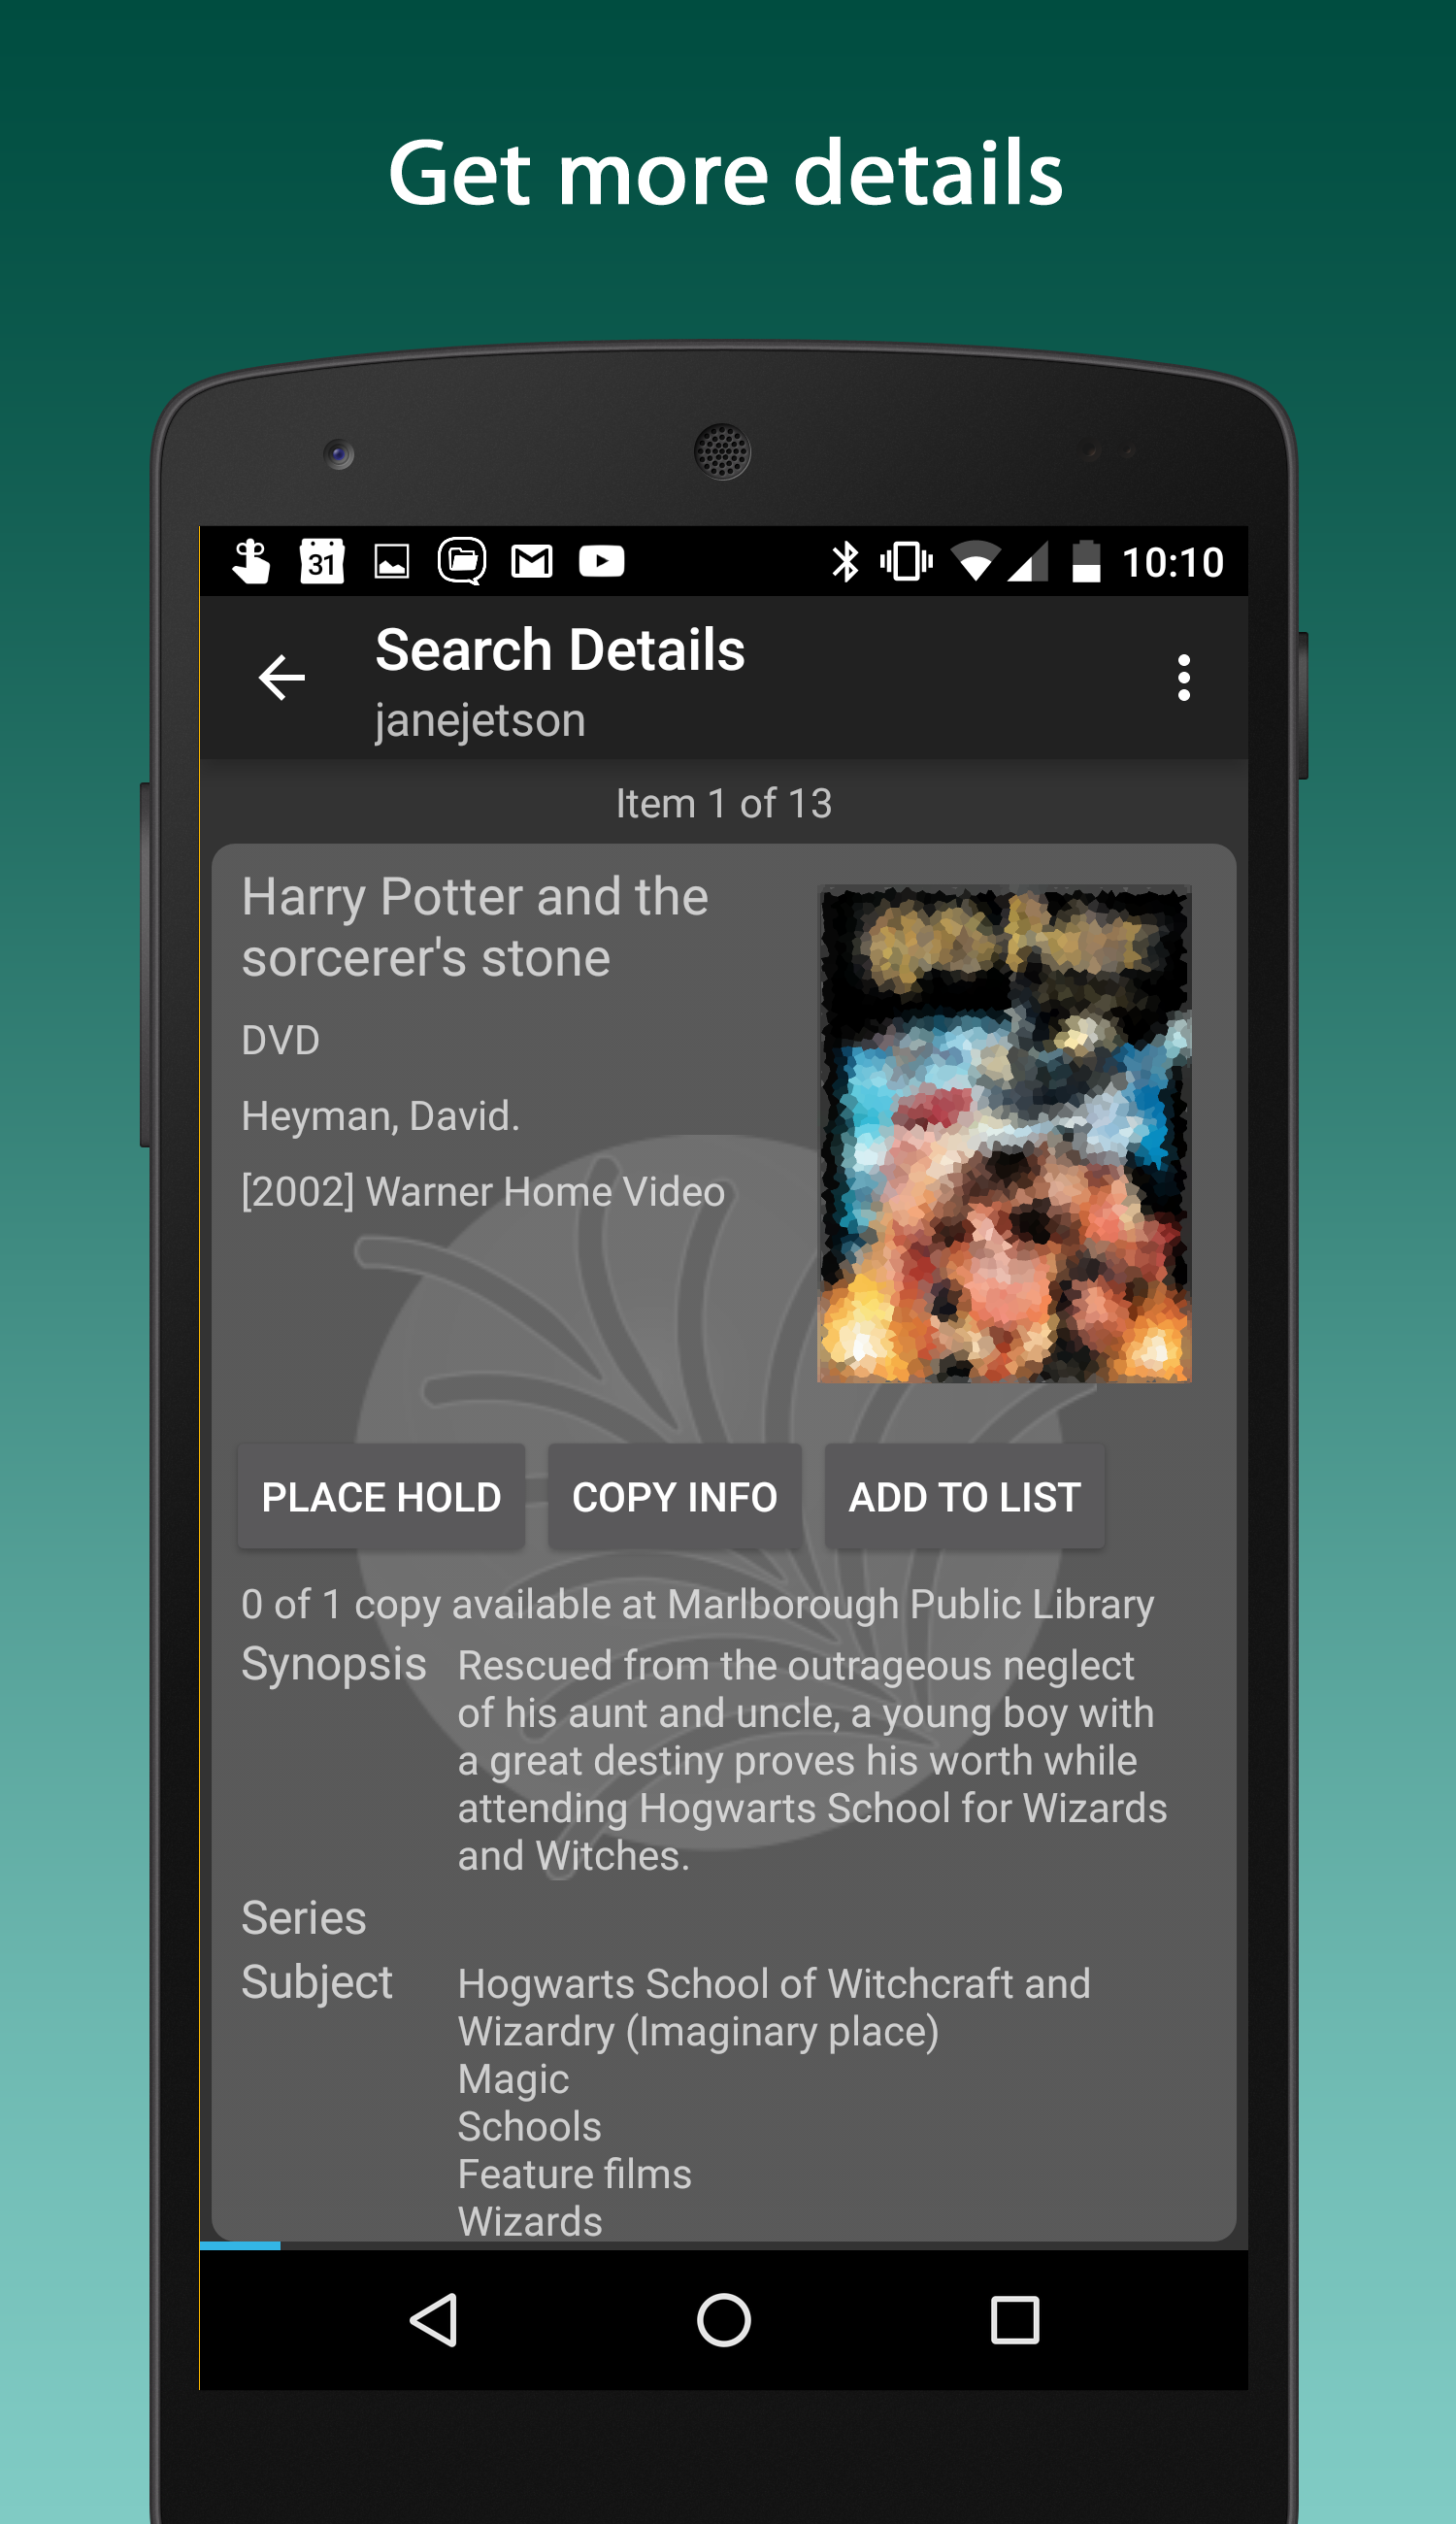 Get more details
31
10:10
Search Details
janejetson
Item 1 of 13
Harry Potter and the
sorcerer's stone
DVD
Heyman, David.
[2002] Warner Home Video
PLACE HOLD
COPY INFO
ADD TO LIST
0 of 1 copy available at Marlborough Public Library
Synopsis
Rescued from the outrageous neglect
of his aunt and uncle, a young boy with
a great destiny proves his worth while
attending Hogwarts School for Wizards
and Witches.
Series
Subject
Hogwarts School of Witchcraft and
Wizardry (Imaginary place)
Magic
Schools
Feature films
Wizards